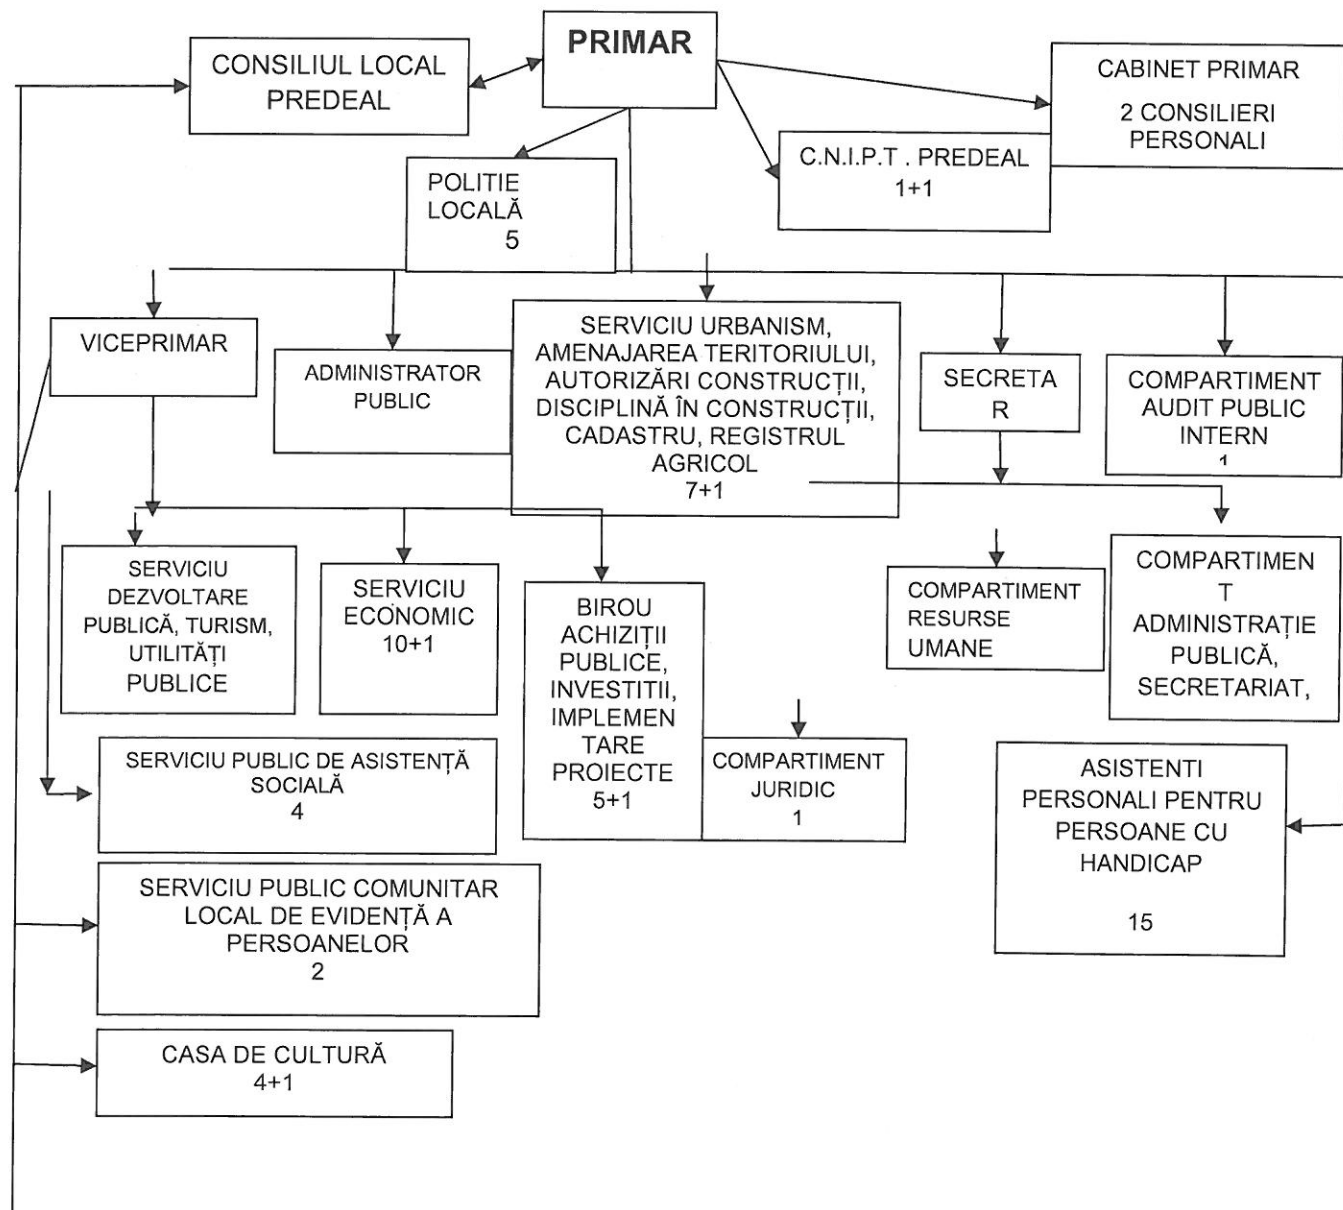 PRIMAR
CONSILIUL LOCAL
PREDEAL
CABINET PRIMAR
2 CONSILIERI
PERSONALI
C.N.I.P.T . PREDEAL
1+1
POLITIE
LOCALĂ
5
VICEPRIMAR
ADMINISTRATOR
PUBLIC
SERVICIU URBANISM,
AMENAJAREA TERITORIULUI,
AUTORIZĂRI CONSTRUCȚII,
DISCIPLINĂ ÎN CONSTRUCȚII,
CADASTRU, REGISTRUL
AGRICOL
7+1
SECRETA
R
COMPARTIMENT
AUDIT PUBLIC
INTERN
1
SERVICIU
DEZVOLTARE
PUBLICĂ, TURISM,
UTILITĂȚI
PUBLICE
SERVICIU
ECONOMIC
10+1
BIROU
ACHIZIȚII
PUBLICE,
INVESTITII,
IMPLEMEN
TARE
PROIECTE
5+1
COMPARTIMENT
RESURSE
UMANE
COMPARTIMEN
T
ADMINISTRAȚIE
PUBLICĂ,
SECRETARIAT,
SERVICIU PUBLIC DE ASISTENȚĂ
SOCIALĂ
4
COMPARTIMENT
JURIDIC
1
ASISTENTI
PERSONALI PENTRU
PERSOANE CU
HANDICAP
15
SERVICIU PUBLIC COMUNITAR
LOCAL DE EVIDENȚĂ A
PERSOANELOR
2
CASA DE CULTURĂ
4+1